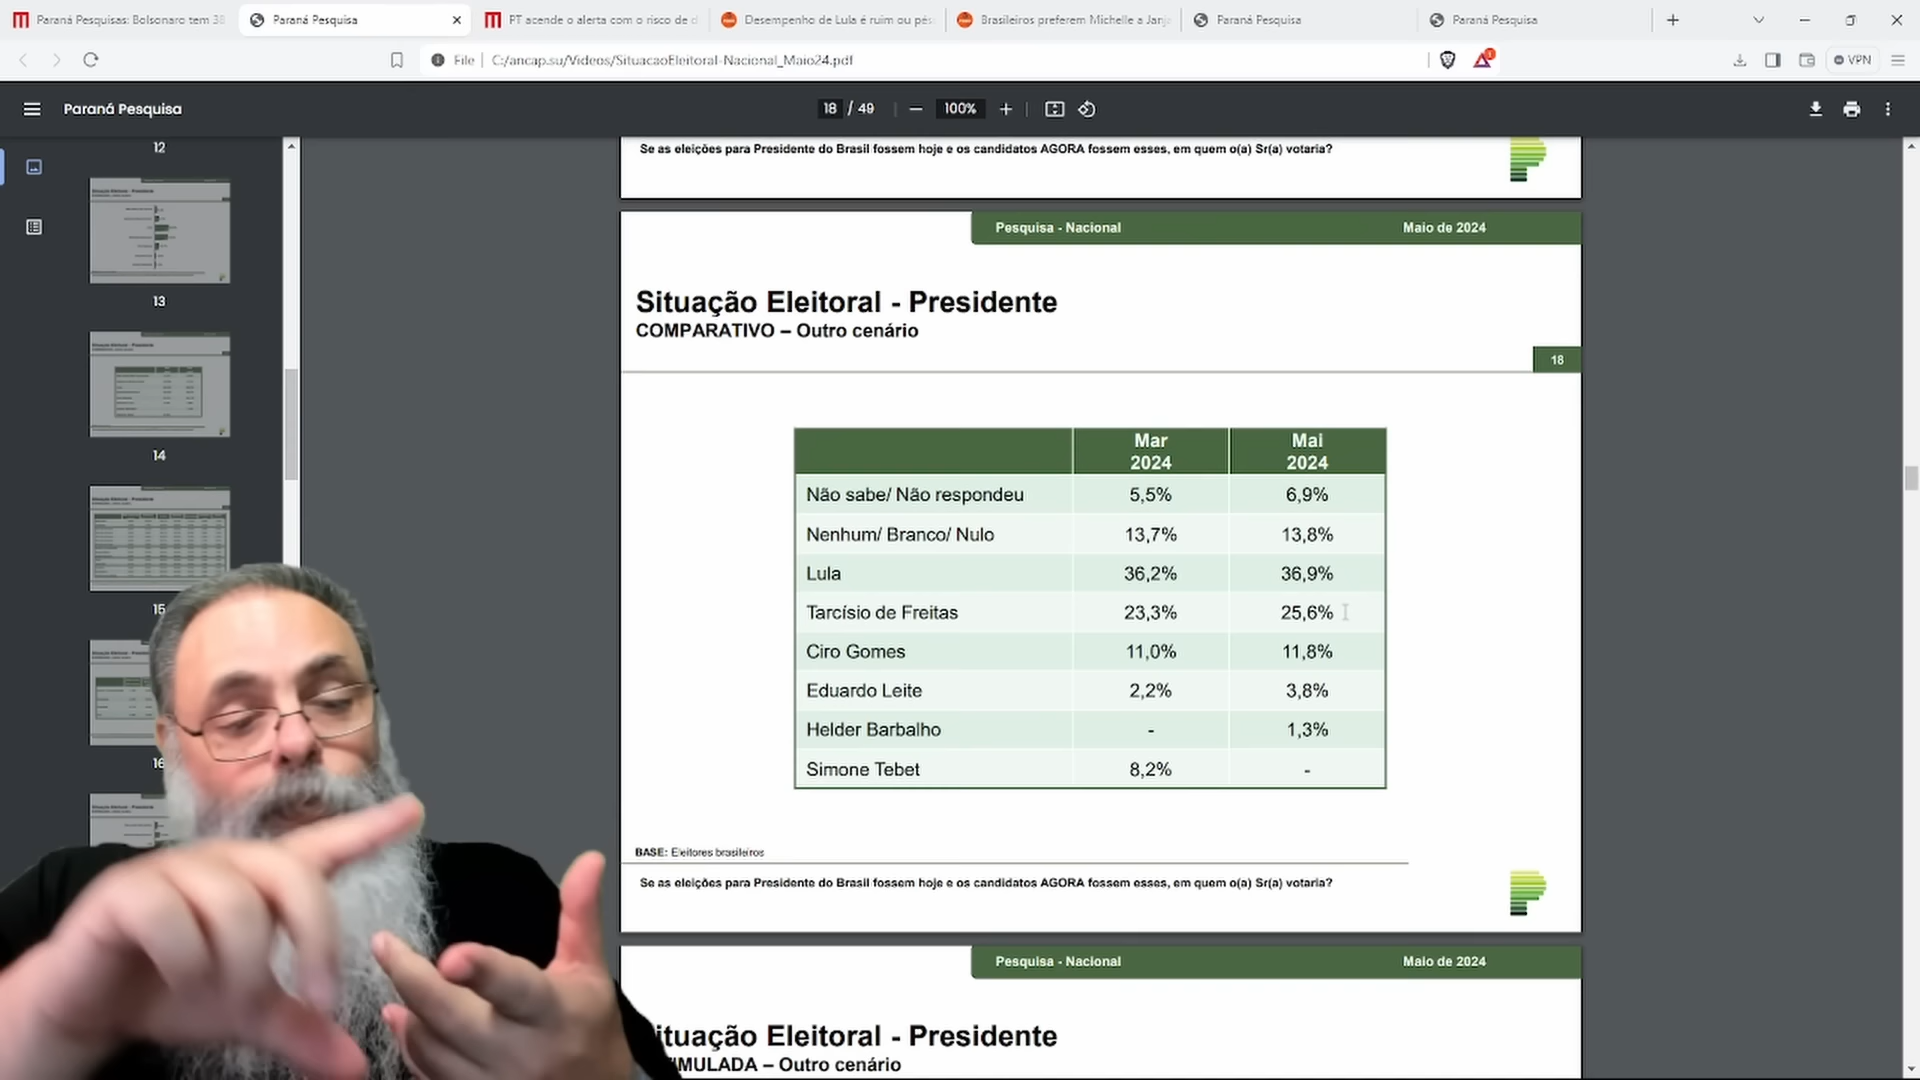 Paraná Pesquisas: Bolsonaro tem 38
Paraná Pesquisa
PT acende o alerta com o risco de d
Desempenho de Lula é ruim ou pés
Brasileiros preferem Michelle a Janja
Paraná Pesquisa
Paraná Pesquisa
File
C:/ancap.su/Videos/SituacaoEleitoral-Nacional_Maio24.pdf
VPN
Paraná Pesquisa
18 / 49
100%
12
13
14
15
16
Se as eleições para Presidente do Brasil fossem hoje e os candidatos AGORA fossem esses, em quem o(a) Sr(a) votaria?
Pesquisa - Nacional
Maio de 2024
Situação Eleitoral - Presidente
COMPARATIVO – Outro cenário
18
Mar 2024
Mai 2024
Não sabe/ Não respondeu 5,5% 6,9%
Nenhum/ Branco/ Nulo 13,7% 13,8%
Lula 36,2% 36,9%
Tarcísio de Freitas 23,3% 25,6%
Ciro Gomes 11,0% 11,8%
Eduardo Leite 2,2% 3,8%
Helder Barbalho - 1,3%
Simone Tebet 8,2% -
BASE: Eleitores brasileiros
Se as eleições para Presidente do Brasil fossem hoje e os candidatos AGORA fossem esses, em quem o(a) Sr(a) votaria?
Pesquisa - Nacional
Maio de 2024
ituação Eleitoral - Presidente
IMULADA – Outro cenário